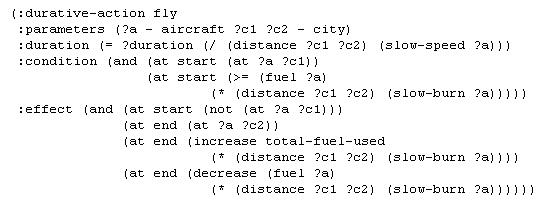 (:durative-action fly
:parameters (?a - aircraft ?c1 ?c2 - city)
:duration (= ?duration (/ (distance ?c1 ?c2) (slow-speed ?a)))
:condition (and (at start (at ?a ?c1))
(at start (>= (fuel ?a)
(* (distance ?c1 ?c2) (slow-burn ?a)))))
:effect (and (at start (not (at ?a ?c1)))
(at end (at ?a ?c2))
(at end (increase total-fuel-used
(* (distance ?c1 ?c2) (slow-burn ?a))))
(at end (decrease (fuel ?a)
(* (distance ?c1 ?c2) (slow-burn ?a))))))